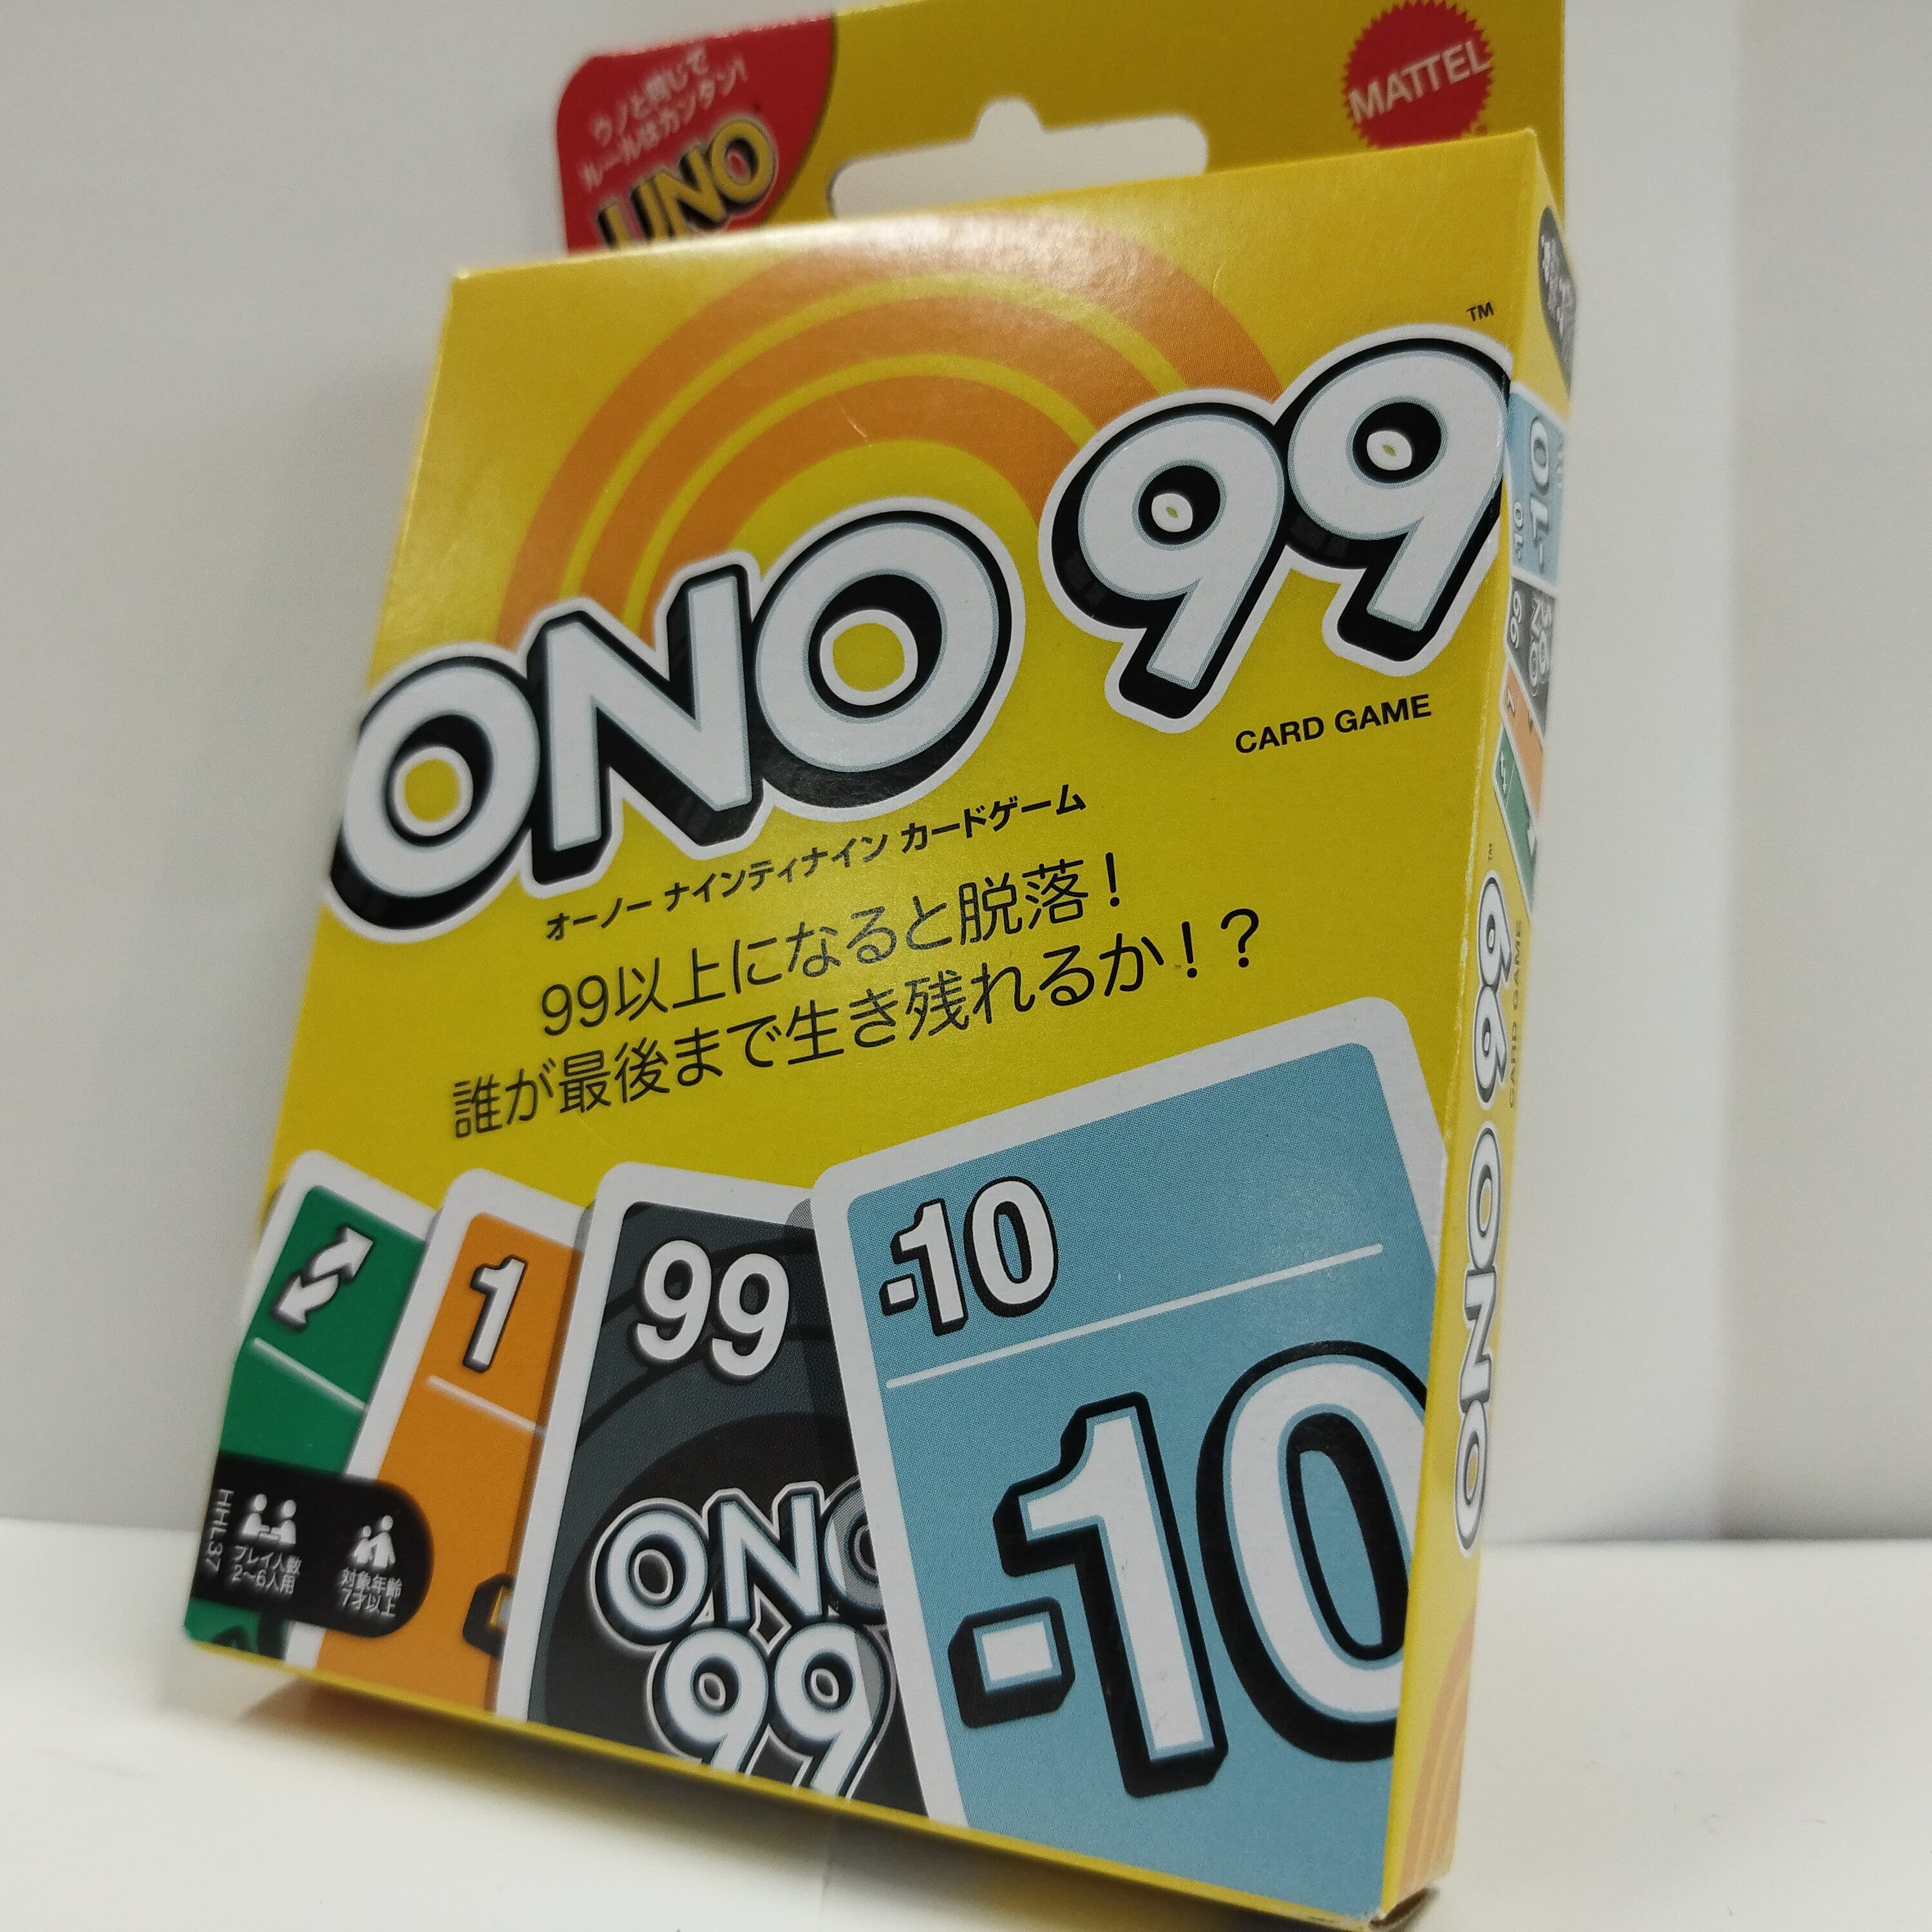 ウノと同じで
ルールはカンタン!
UNO
MATTEL
ONO 99
™
CARD GAME
オーノー ナインティナイン カードゲーム
99以上になると脱落!
誰が最後まで生き残れるか!?
1
99
-10
-10
ONO
99
HHL37
プレイ人数
2〜6人用
対象年齢
7才以上
-10
-10
99
ONO 99
™
CARD GAME